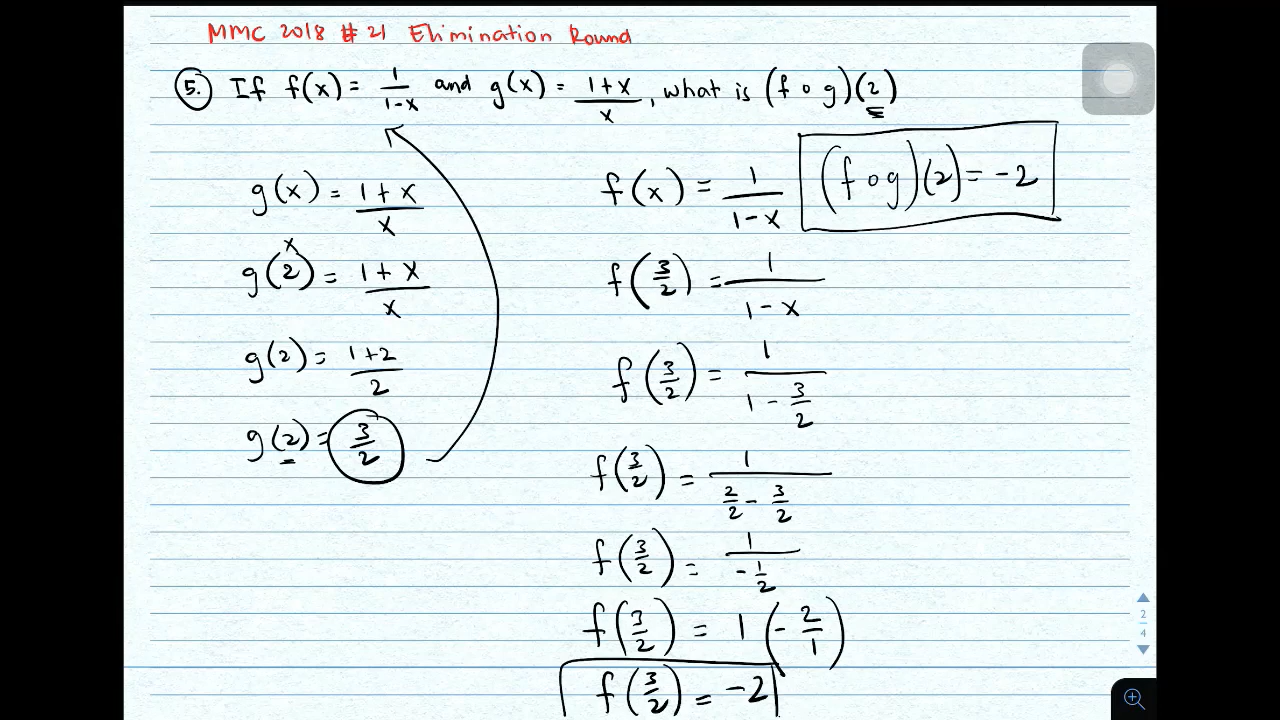 MMC 2018 # 21 Elimination Round
5. If f(x) = 1/(1-x) and g(x) = (1+x)/x, what is (f o g)(2)
g(x) = (1+x)/x
x
g(2) = (1+x)/x
g(2) = (1+2)/2
g(2) = 3/2
f(x) = 1/(1-x)
(f o g)(2) = -2
f(3/2) = 1/(1-x)
f(3/2) = 1/(1 - 3/2)
f(3/2) = 1/(2/2 - 3/2)
f(3/2) = 1/(-1/2)
f(3/2) = 1(-2/1)
f(3/2) = -2
2/4